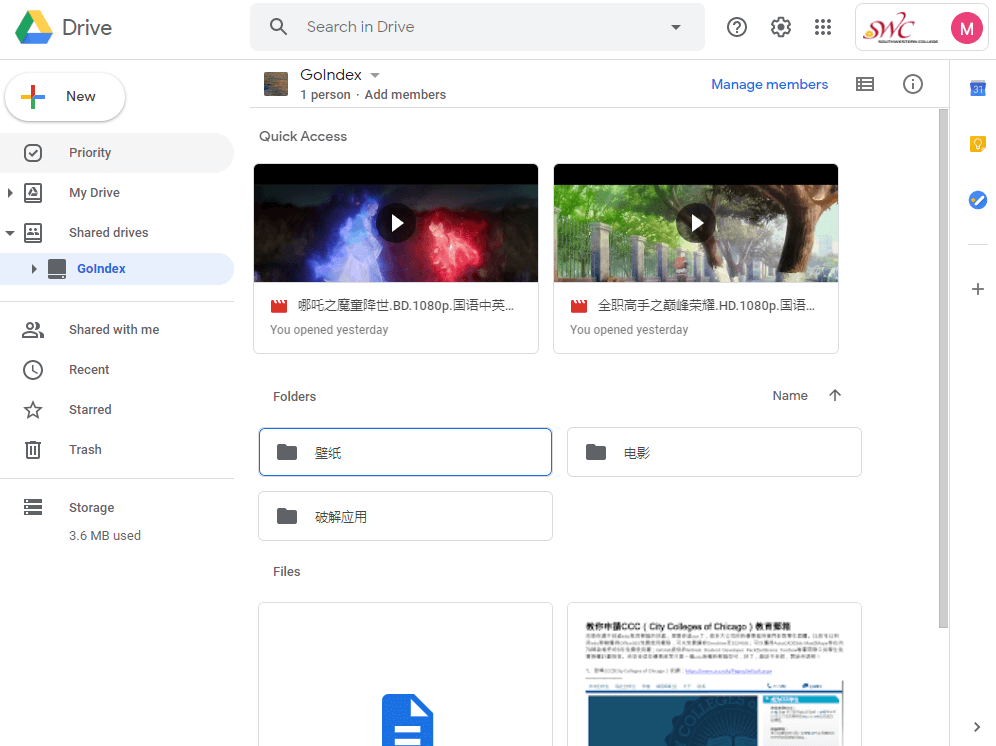 Drive
Search in Drive
SWC
SOUTHWESTERN COLLEGE
M
New
GoIndex
1 person · Add members
Manage members
31
Priority
My Drive
Shared drives
GoIndex
Shared with me
Recent
Starred
Trash
Storage
3.6 MB used
Quick Access
哪吒之魔童降世.BD.1080p.国语中英...
You opened yesterday
全职高手之巅峰荣耀.HD.1080p.国语...
You opened yesterday
Folders
Name
壁纸
电影
破解应用
Files
教你申請CCC（City Colleges of Chicago）教育郵箱